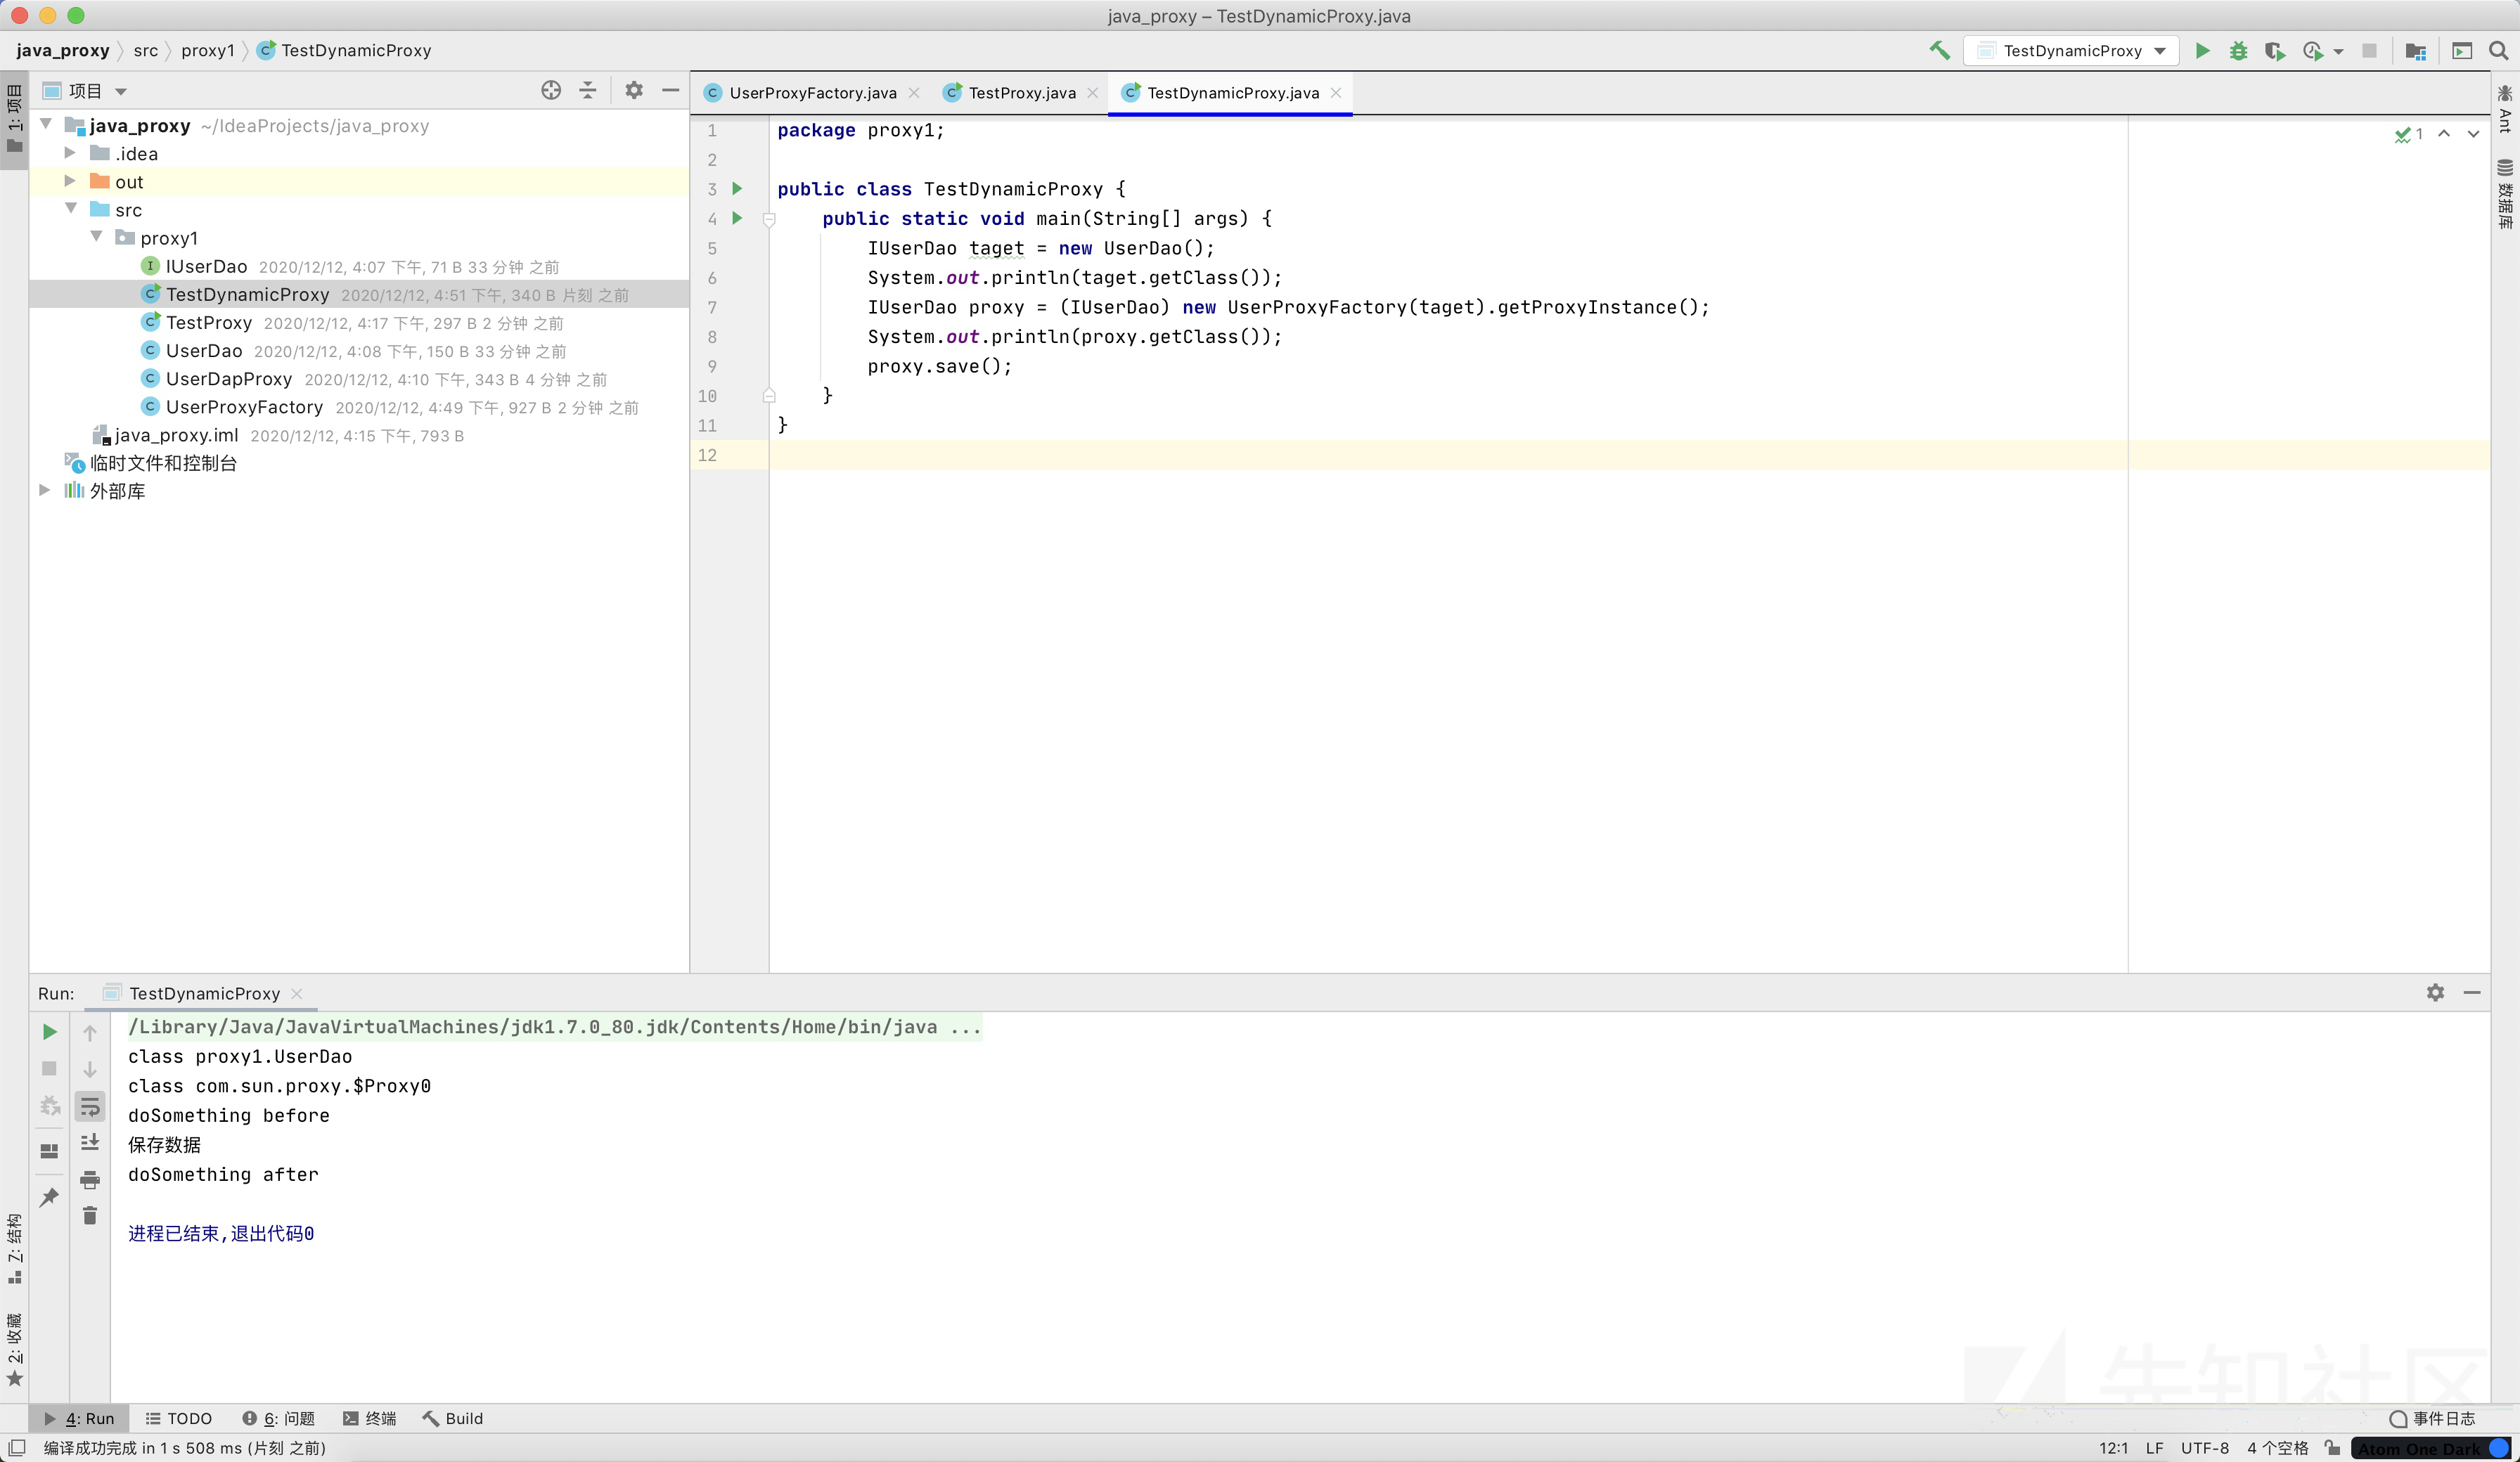 java_proxy – TestDynamicProxy.java
java_proxy src proxy1 TestDynamicProxy
TestDynamicProxy
1: 项目
项目
java_proxy ~/IdeaProjects/java_proxy
.idea
out
src
proxy1
IUserDao 2020/12/12, 4:07 下午, 71 B 33 分钟 之前
TestDynamicProxy 2020/12/12, 4:51 下午, 340 B 片刻 之前
TestProxy 2020/12/12, 4:17 下午, 297 B 2 分钟 之前
UserDao 2020/12/12, 4:08 下午, 150 B 33 分钟 之前
UserDapProxy 2020/12/12, 4:10 下午, 343 B 4 分钟 之前
UserProxyFactory 2020/12/12, 4:49 下午, 927 B 2 分钟 之前
java_proxy.iml 2020/12/12, 4:15 下午, 793 B
临时文件和控制台
外部库
UserProxyFactory.java TestProxy.java TestDynamicProxy.java
1 package proxy1;
2
3 public class TestDynamicProxy {
4 public static void main(String[] args) {
5 IUserDao taget = new UserDao();
6 System.out.println(taget.getClass());
7 IUserDao proxy = (IUserDao) new UserProxyFactory(taget).getProxyInstance();
8 System.out.println(proxy.getClass());
9 proxy.save();
10 }
11 }
12
1
Ant
数据库
Run: TestDynamicProxy
/Library/Java/JavaVirtualMachines/jdk1.7.0_80.jdk/Contents/Home/bin/java ...
class proxy1.UserDao
class com.sun.proxy.$Proxy0
doSomething before
保存数据
doSomething after
进程已结束,退出代码0
7: 结构
2: 收藏
先知社区
4: Run TODO 6: 问题 终端 Build 事件日志
编译成功完成 in 1 s 508 ms (片刻 之前) 12:1 LF UTF-8 4 个空格 Atom One Dark